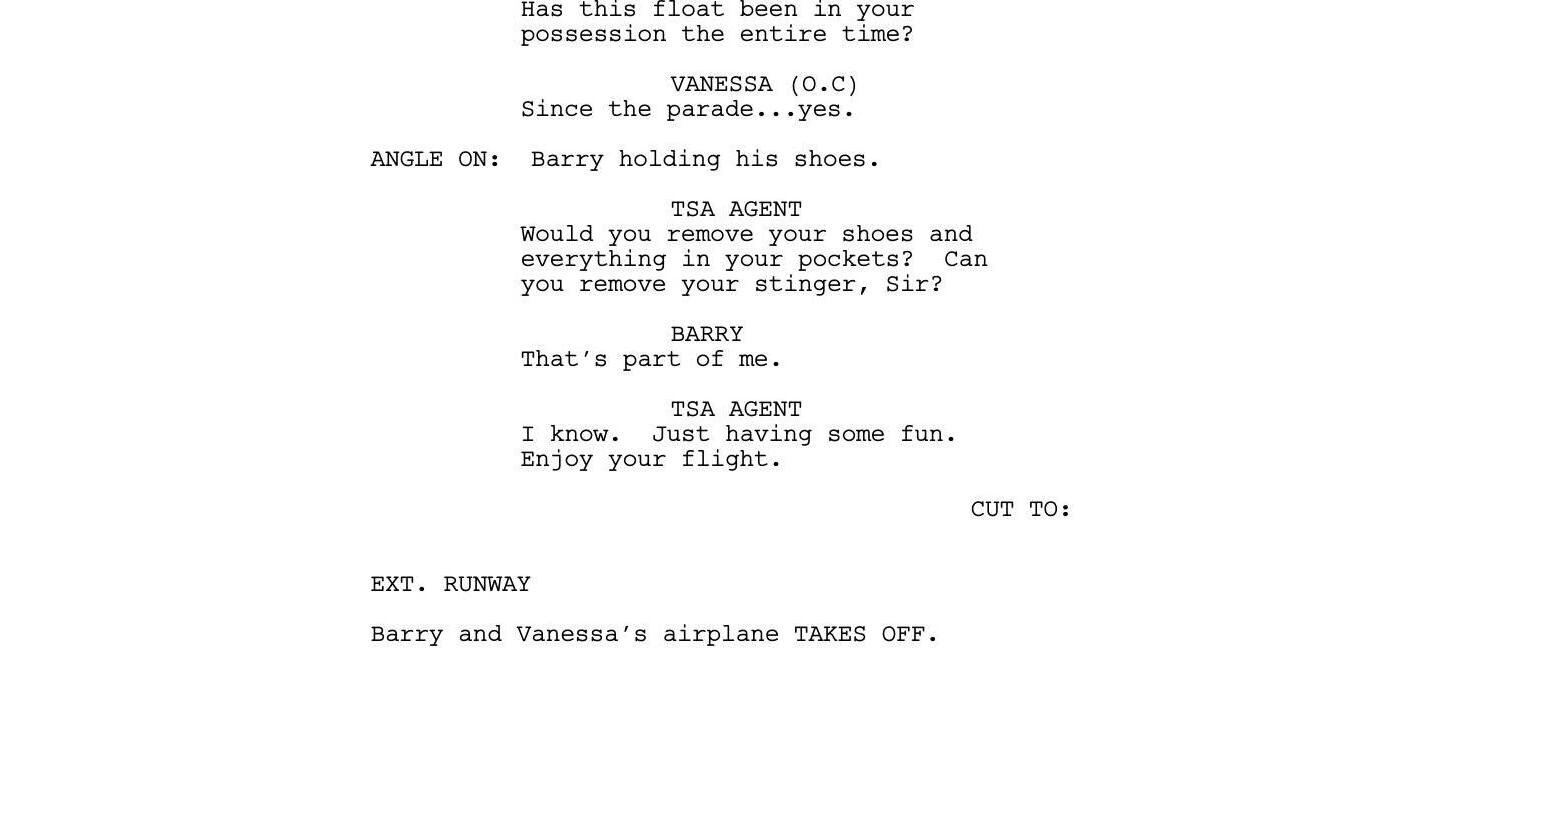 Has this float been in your
possession the entire time?
VANESSA (O.C)
Since the parade...yes.
ANGLE ON:  Barry holding his shoes.
TSA AGENT
Would you remove your shoes and
everything in your pockets?  Can
you remove your stinger, Sir?
BARRY
That's part of me.
TSA AGENT
I know.  Just having some fun.
Enjoy your flight.
CUT TO:
EXT. RUNWAY
Barry and Vanessa's airplane TAKES OFF.